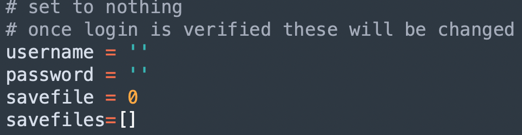 # set to nothing
# once login is verified these will be changed
username = ''
password = ''
savefile = 0
savefiles=[]